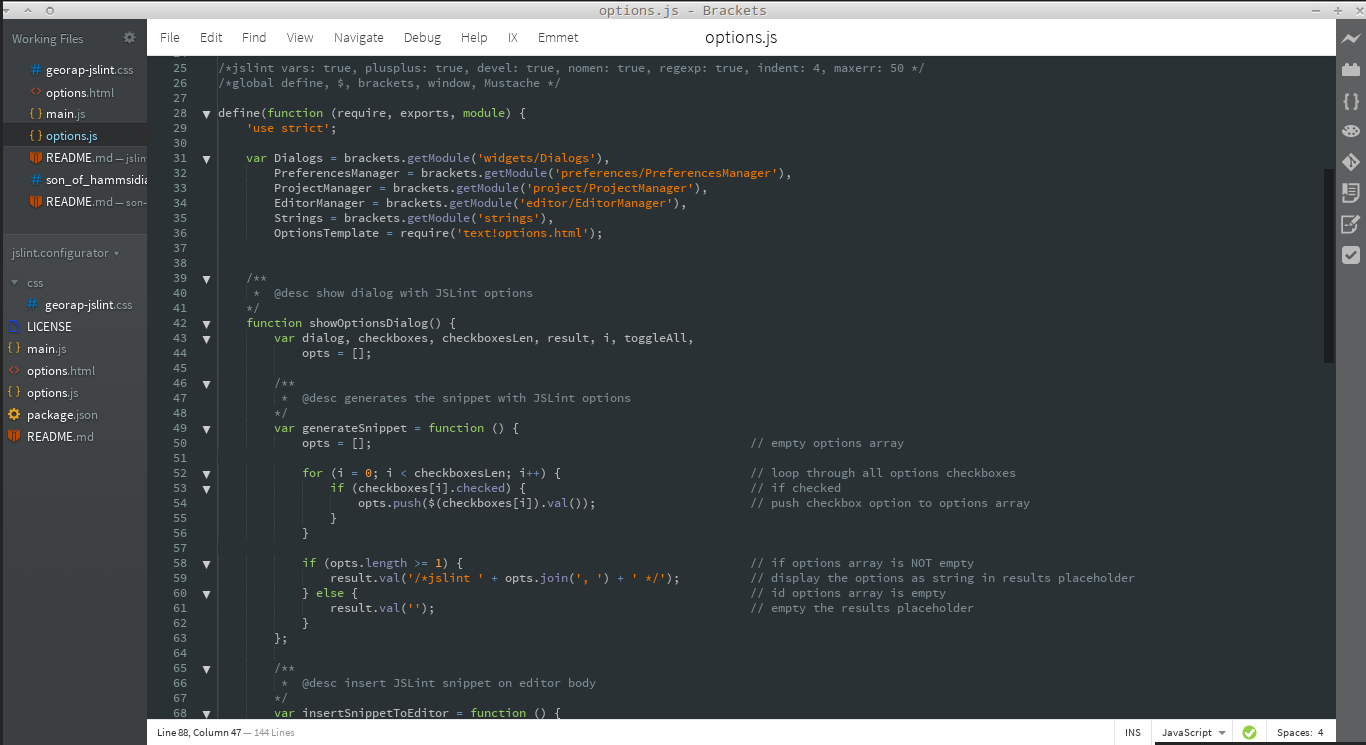 options.js - Brackets
Working Files
georap-jslint.css
options.html
main.js
options.js
README.md — jslin
son_of_hammsidia
README.md — son-
jslint.configurator
css
georap-jslint.css
LICENSE
main.js
options.html
options.js
package.json
README.md
File Edit Find View Navigate Debug Help IX Emmet
options.js
25 /*jslint vars: true, plusplus: true, devel: true, nomen: true, regexp: true, indent: 4, maxerr: 50 */
26 /*global define, $, brackets, window, Mustache */
27
28 define(function (require, exports, module) {
29 'use strict';
30
31 var Dialogs = brackets.getModule('widgets/Dialogs'),
32 PreferencesManager = brackets.getModule('preferences/PreferencesManager'),
33 ProjectManager = brackets.getModule('project/ProjectManager'),
34 EditorManager = brackets.getModule('editor/EditorManager'),
35 Strings = brackets.getModule('strings'),
36 OptionsTemplate = require('text!options.html');
37
38
39 /**
40 * @desc show dialog with JSLint options
41 */
42 function showOptionsDialog() {
43 var dialog, checkboxes, checkboxesLen, result, i, toggleAll,
44 opts = [];
45
46 /**
47 * @desc generates the snippet with JSLint options
48 */
49 var generateSnippet = function () {
50 opts = []; // empty options array
51
52 for (i = 0; i < checkboxesLen; i++) { // loop through all options checkboxes
53 if (checkboxes[i].checked) { // if checked
54 opts.push($(checkboxes[i]).val()); // push checkbox option to options array
55 }
56 }
57
58 if (opts.length >= 1) { // if options array is NOT empty
59 result.val('/*jslint ' + opts.join(', ') + ' */'); // display the options as string in results placeholder
60 } else { // id options array is empty
61 result.val(''); // empty the results placeholder
62 }
63 };
64
65 /**
66 * @desc insert JSLint snippet on editor body
67 */
68 var insertSnippetToEditor = function () {
Line 88, Column 47 — 144 Lines
INS JavaScript Spaces: 4